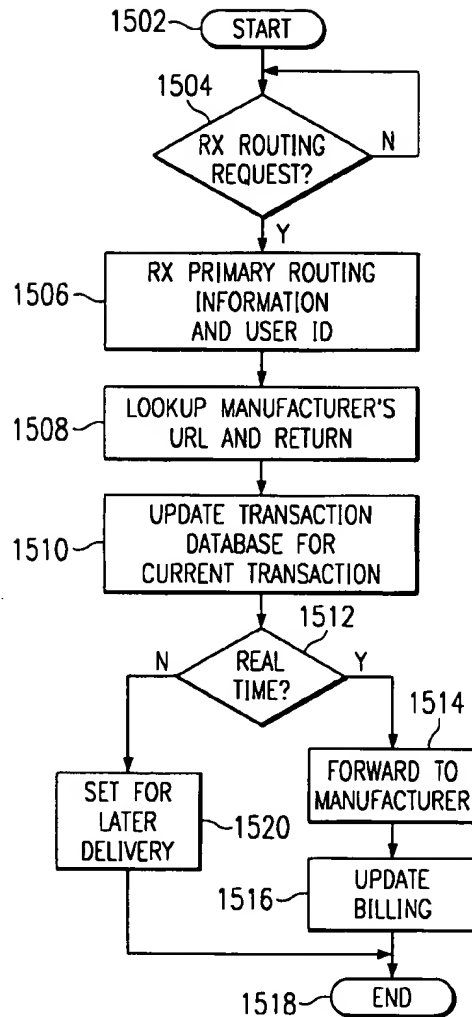 1502
START
1504
RX ROUTING
REQUEST?
N
Y
1506
RX PRIMARY ROUTING
INFORMATION
AND USER ID
1508
LOOKUP MANUFACTURER'S
URL AND RETURN
1510
UPDATE TRANSACTION
DATABASE FOR
CURRENT TRANSACTION
1512
N
REAL
TIME?
Y
1514
FORWARD TO
MANUFACTURER
SET FOR
LATER
DELIVERY
1520
1516
UPDATE
BILLING
1518
END